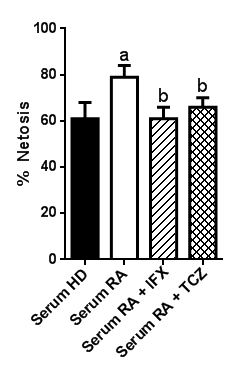 % Netosis
100
80
60
40
20
0
a
b
b
Serum HD
Serum RA
Serum RA + IFX
Serum RA + TCZ